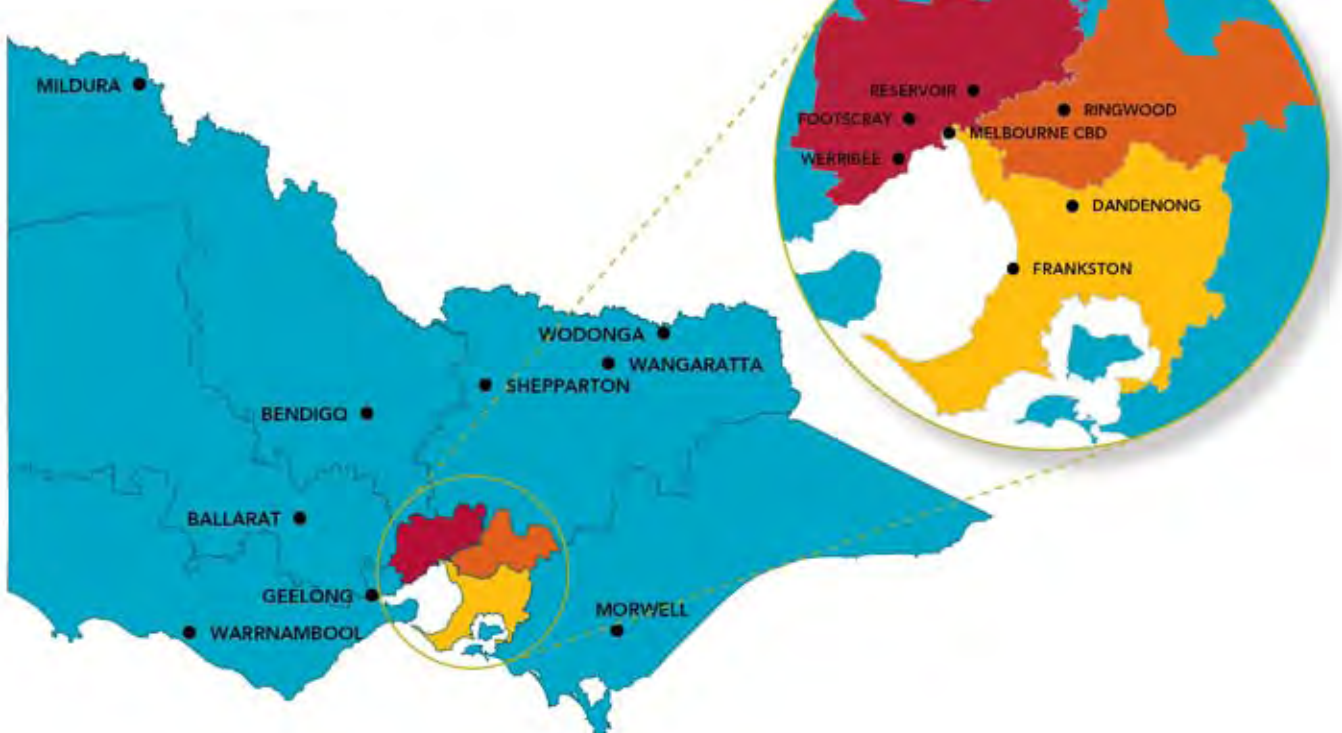 MILDURA
RESERVOIR
RINGWOOD
FOOTSCRAY
MELBOURNE CBD
WERRIBEE
DANDENONG
FRANKSTON
WODONGA
WANGARATTA
SHEPPARTON
BENDIGO
BALLARAT
GEELONG
MORWELL
WARRNAMBOOL